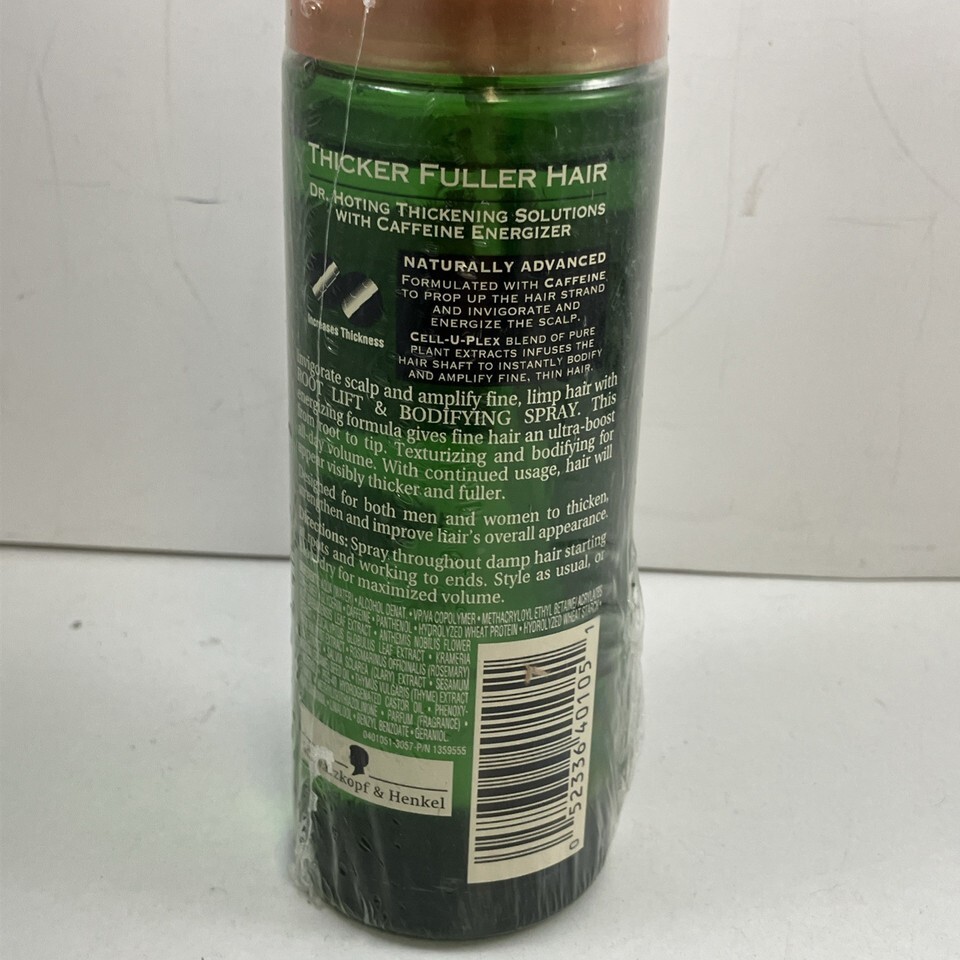 THICKER FULLER HAIR
DR. HOTING THICKENING SOLUTIONS
WITH CAFFEINE ENERGIZER
NATURALLY ADVANCED
FORMULATED WITH CAFFEINE
TO PROP UP THE HAIR STRAND
AND INVIGORATE AND
ENERGIZE THE SCALP.
CELL-U-PLEX BLEND OF PURE
PLANT EXTRACTS INFUSES THE
HAIR SHAFT TO INSTANTLY BODIFY
AND AMPLIFY FINE, THIN HAIR.
Increases Thickness
Invigorate scalp and amplify fine, limp hair with
ROOT LIFT & BODIFYING SPRAY. This
energizing formula gives fine hair an ultra-boost
from root to tip. Texturizing and bodifying for
all-day volume. With continued usage, hair will
appear visibly thicker and fuller.
Designed for both men and women to thicken,
strengthen and improve hair's overall appearance.
Directions: Spray throughout damp hair starting
roots and working to ends. Style as usual, or
dry for maximized volume.
(WATER) • ALCOHOL DENAT. • VP/VA COPOLYMER • METHACRYLOYL ETHYL BETAINE/ ACRYLATES
• CAFFEINE • PANTHENOL • HYDROLYZED WHEAT PROTEIN • HYDROLYZED WHEAT STARCH •
LEAF EXTRACT • ANTHEMIS NOBILIS FLOWER
GLOBULUS LEAF EXTRACT • KRAMERIA
• ROSMARINUS OFFICINALIS (ROSEMARY)
SCLAREA (CLARY) EXTRACT • SESAMUM
• THYMUS VULGARIS (THYME) EXTRACT
HYDROGENATED CASTOR OIL • PHENOXY-
• PARFUM (FRAGRANCE) •
• BENZYL BENZOATE • GERANIOL.
0401051-3057-P/N 1359555
zkopf & Henkel
0 52336 40105 1